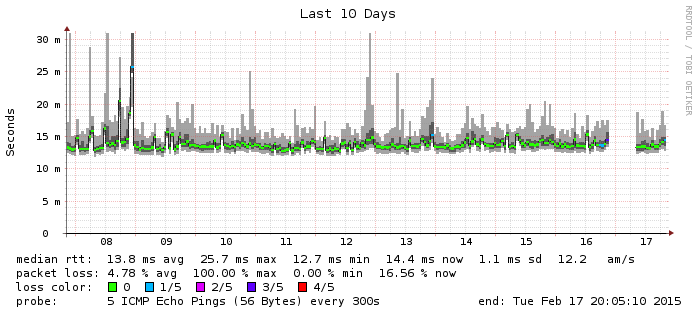 Last 10 Days
RRDTOOL / TOBI OETIKER
Seconds
30 m
25 m
20 m
15 m
10 m
5 m
0
08 09 10 11 12 13 14 15 16 17
median rtt: 13.8 ms avg 25.7 ms max 12.7 ms min 14.4 ms now 1.1 ms sd 12.2 am/s
packet loss: 4.78 % avg 100.00 % max 0.00 % min 16.56 % now
loss color: 0 1/5 2/5 3/5 4/5
probe: 5 ICMP Echo Pings (56 Bytes) every 300s end: Tue Feb 17 20:05:10 2015